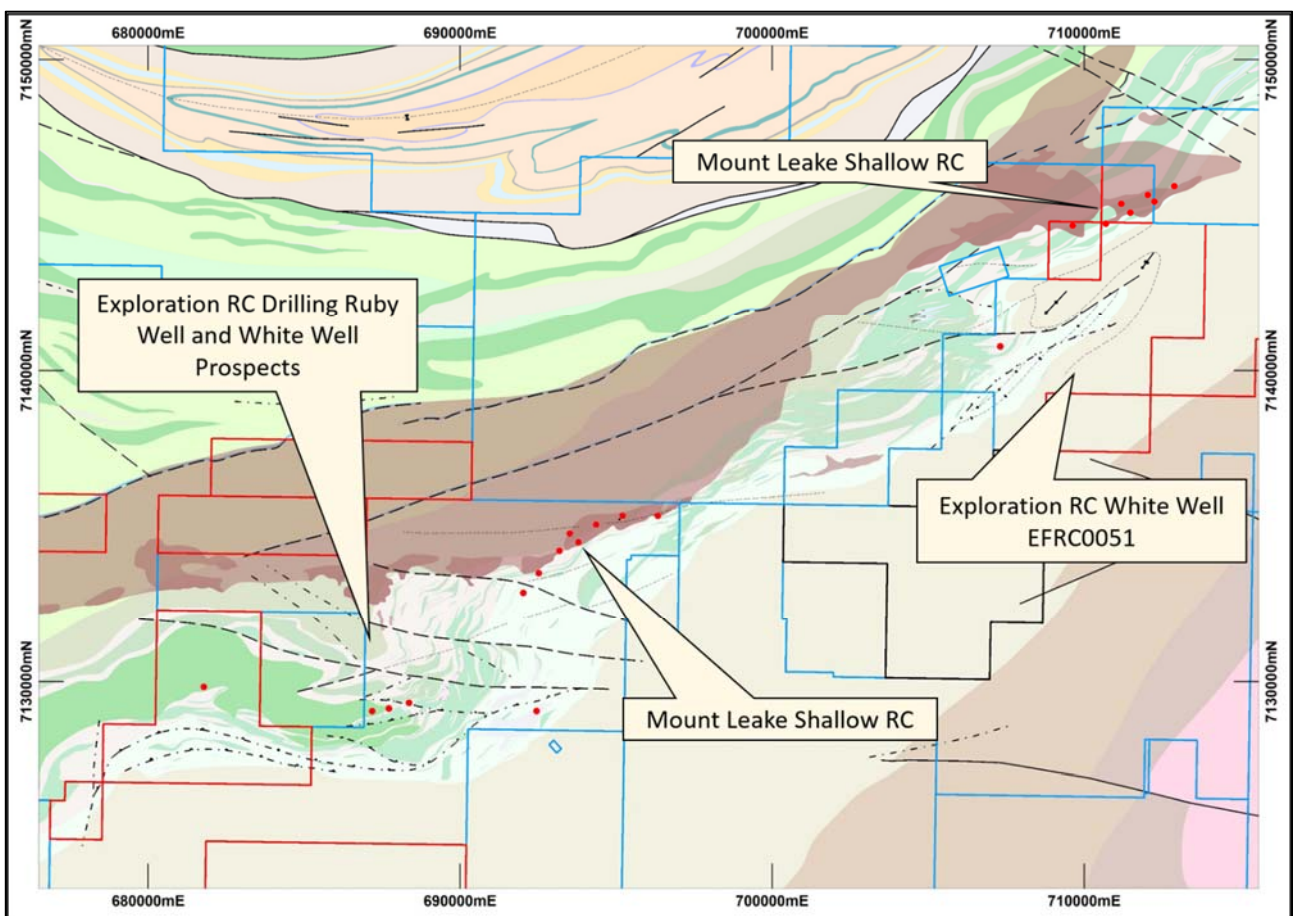 680000mE
690000mE
700000mE
710000mE
7150000mN
7150000mN
Mount Leake Shallow RC
Exploration RC Drilling Ruby
Well and White Well
Prospects
7140000mN
7140000mN
Exploration RC White Well
EFRC0051
7130000mN
7130000mN
Mount Leake Shallow RC
680000mE
690000mE
700000mE
710000mE